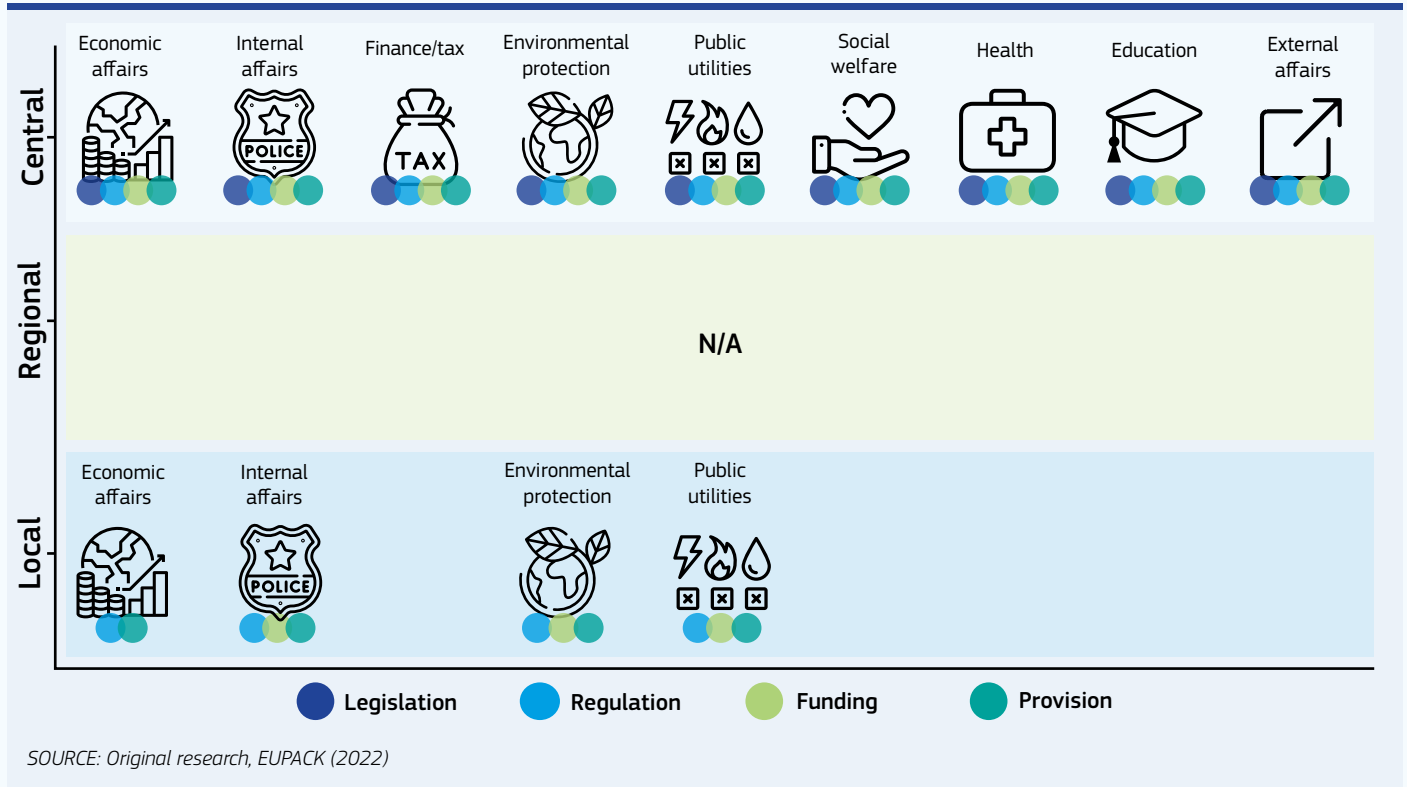 Economic
affairs
Internal
affairs
Finance/tax
Environmental
protection
Public
utilities
Social
welfare
Health
Education
External
affairs
Central
POLICE
TAX
Regional
N/A
Local
Economic
affairs
Internal
affairs
Environmental
protection
Public
utilities
POLICE
Legislation
Regulation
Funding
Provision
SOURCE: Original research, EUPACK (2022)